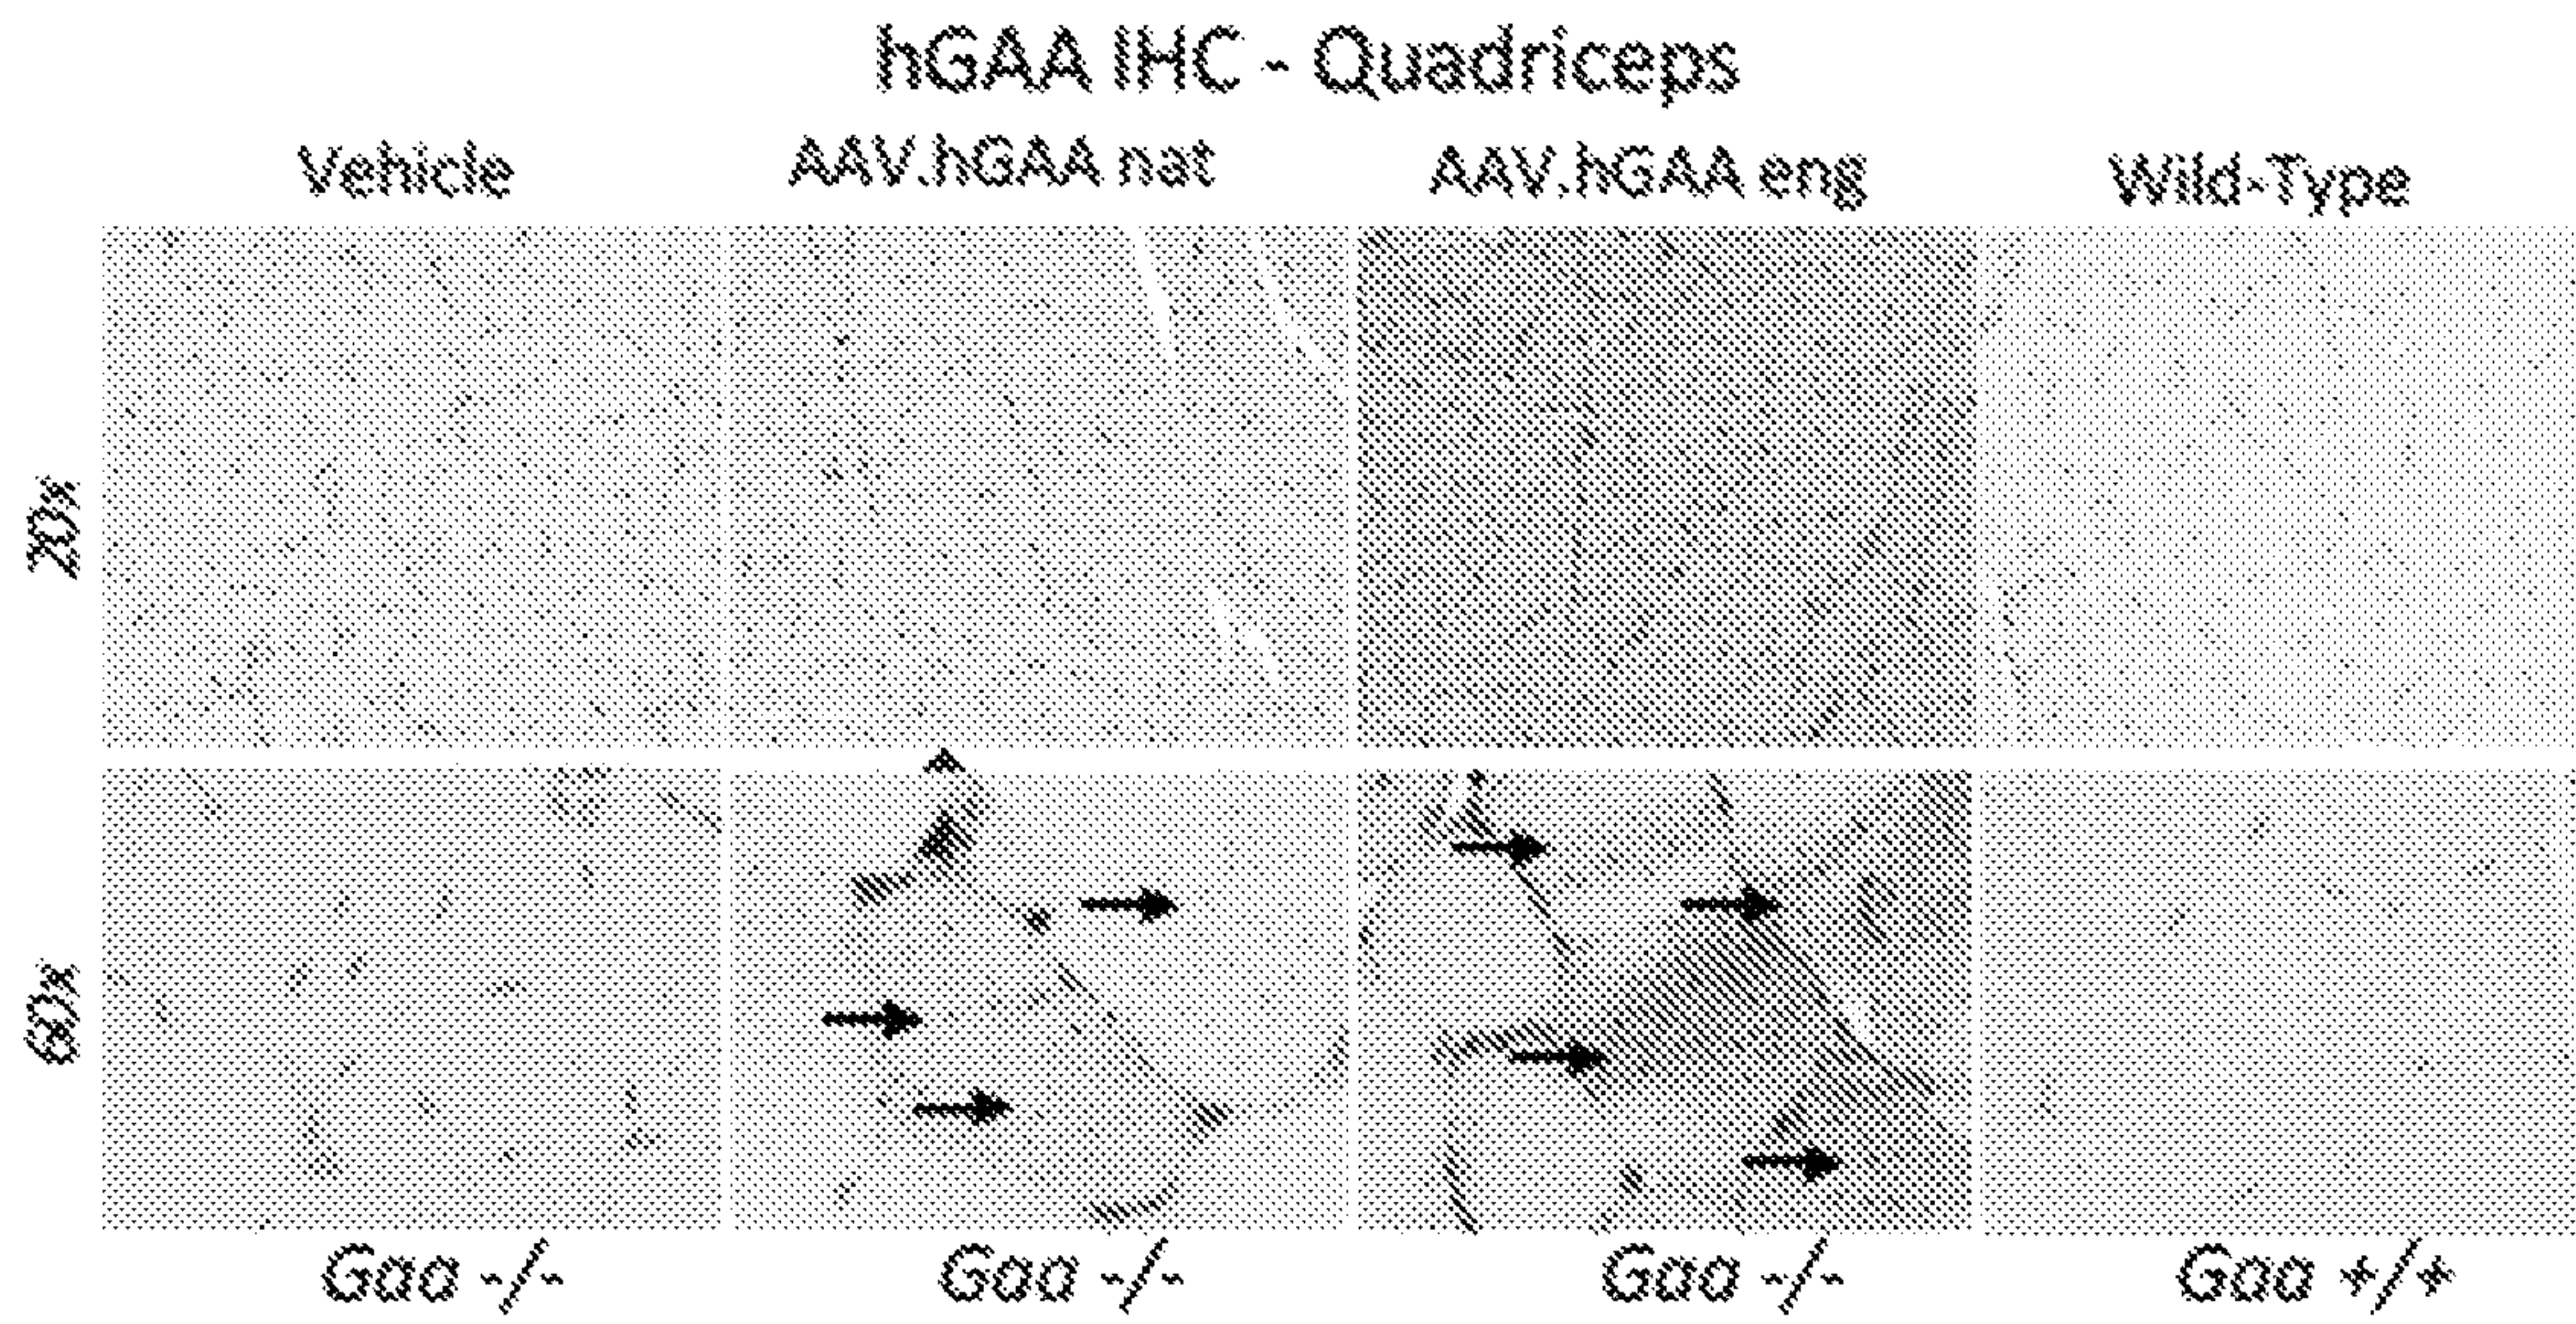 hGAA IHC - Quadriceps
Vehicle AAV.hGAA nat AAV.hGAA eng Wild-Type
20x
60x
Gaa -/- Gaa -/- Gaa -/- Gaa +/+